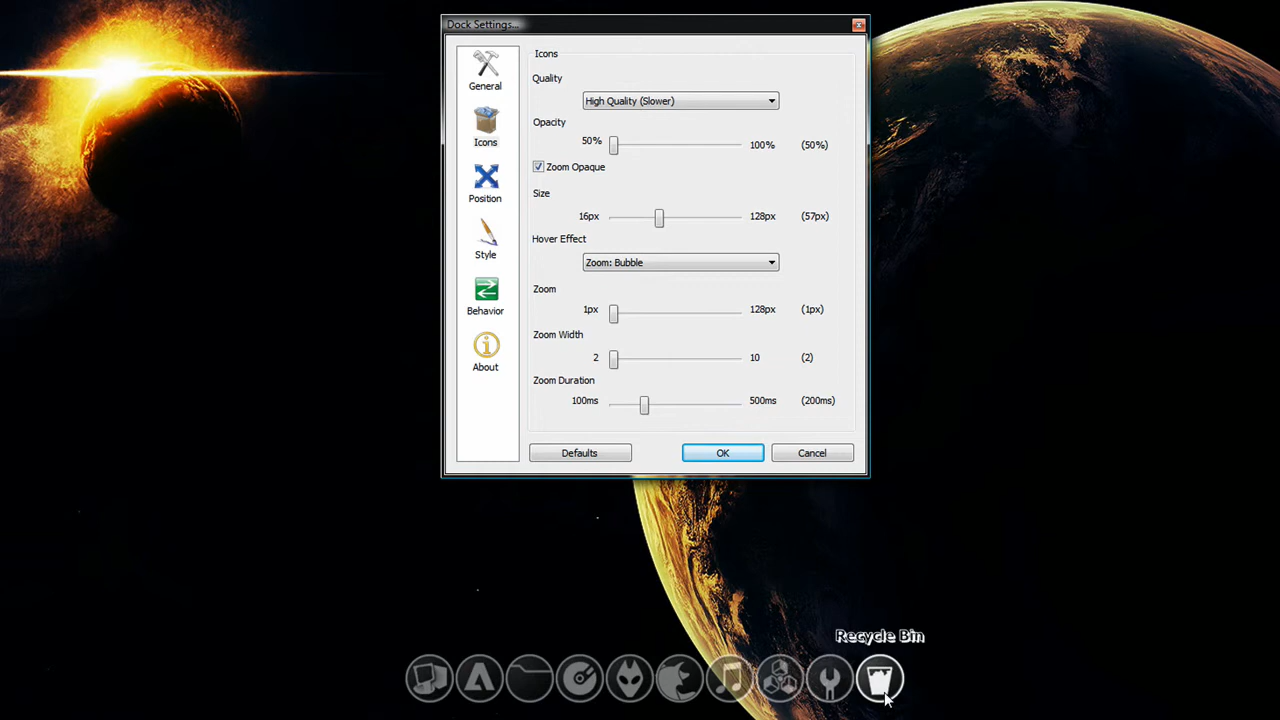 Dock Settings...
General
Icons
Position
Style
Behavior
About
Icons
Quality
High Quality (Slower)
Opacity
50% 100% (50%)
Zoom Opaque
Size
16px 128px (57px)
Hover Effect
Zoom: Bubble
Zoom
1px 128px (1px)
Zoom Width
2 10 (2)
Zoom Duration
100ms 500ms (200ms)
Defaults OK Cancel
Recycle Bin